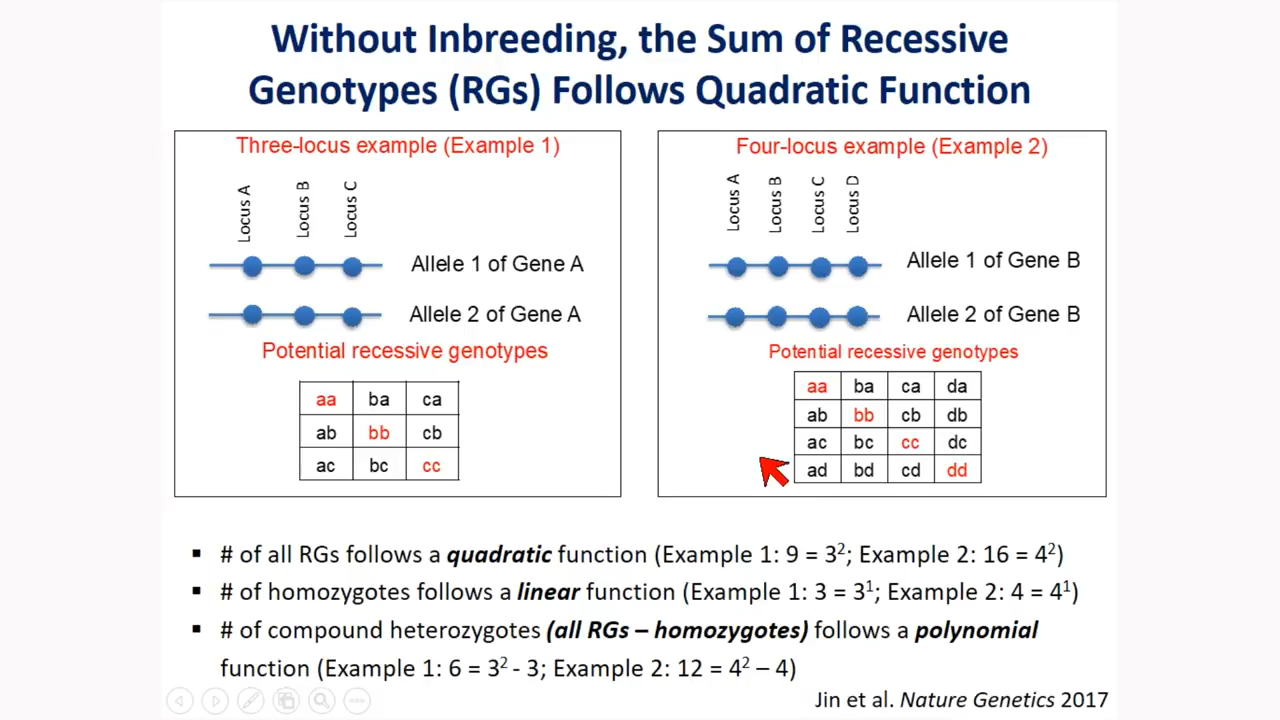 Without Inbreeding, the Sum of Recessive
Genotypes (RGs) Follows Quadratic Function
Three-locus example (Example 1)
Locus A
Locus B
Locus C
Allele 1 of Gene A
Allele 2 of Gene A
Potential recessive genotypes
aa ba ca
ab bb cb
ac bc cc
Four-locus example (Example 2)
Locus A
Locus B
Locus C
Locus D
Allele 1 of Gene B
Allele 2 of Gene B
Potential recessive genotypes
aa ba ca da
ab bb cb db
ac bc cc dc
ad bd cd dd
▪ # of all RGs follows a quadratic function (Example 1: 9 = 3²; Example 2: 16 = 4²)
▪ # of homozygotes follows a linear function (Example 1: 3 = 3¹; Example 2: 4 = 4¹)
▪ # of compound heterozygotes (all RGs – homozygotes) follows a polynomial
function (Example 1: 6 = 3² - 3; Example 2: 12 = 4² – 4)
Jin et al. Nature Genetics 2017